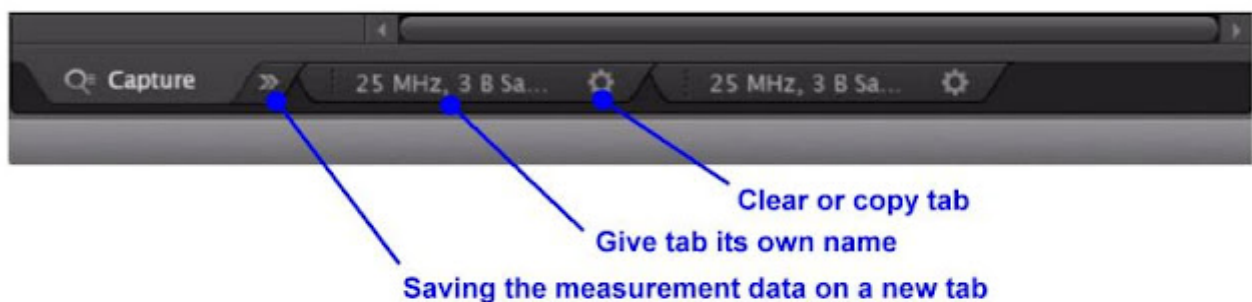 Capture
25 MHz, 3 B Sa...
25 MHz, 3 B Sa...
Clear or copy tab
Give tab its own name
Saving the measurement data on a new tab